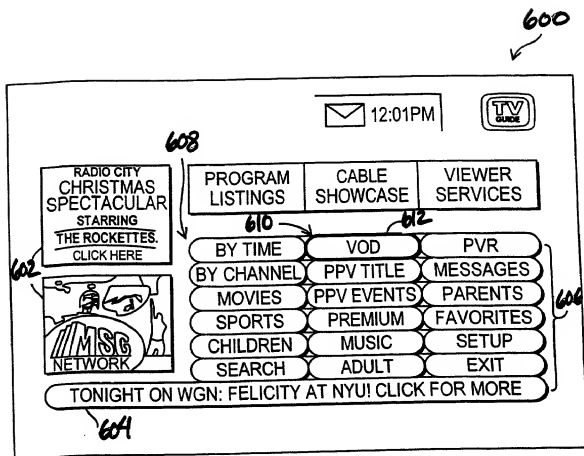 600
12:01PM
TV
GUIDE
608
RADIO CITY
CHRISTMAS
SPECTACULAR
STARRING
THE ROCKETTES.
CLICK HERE
602
MSG
NETWORK
PROGRAM LISTINGS
CABLE SHOWCASE
VIEWER SERVICES
610
612
BY TIME VOD PVR
BY CHANNEL PPV TITLE MESSAGES
MOVIES PPV EVENTS PARENTS
SPORTS PREMIUM FAVORITES
CHILDREN MUSIC SETUP
SEARCH ADULT EXIT
606
TONIGHT ON WGN: FELICITY AT NYU! CLICK FOR MORE
604